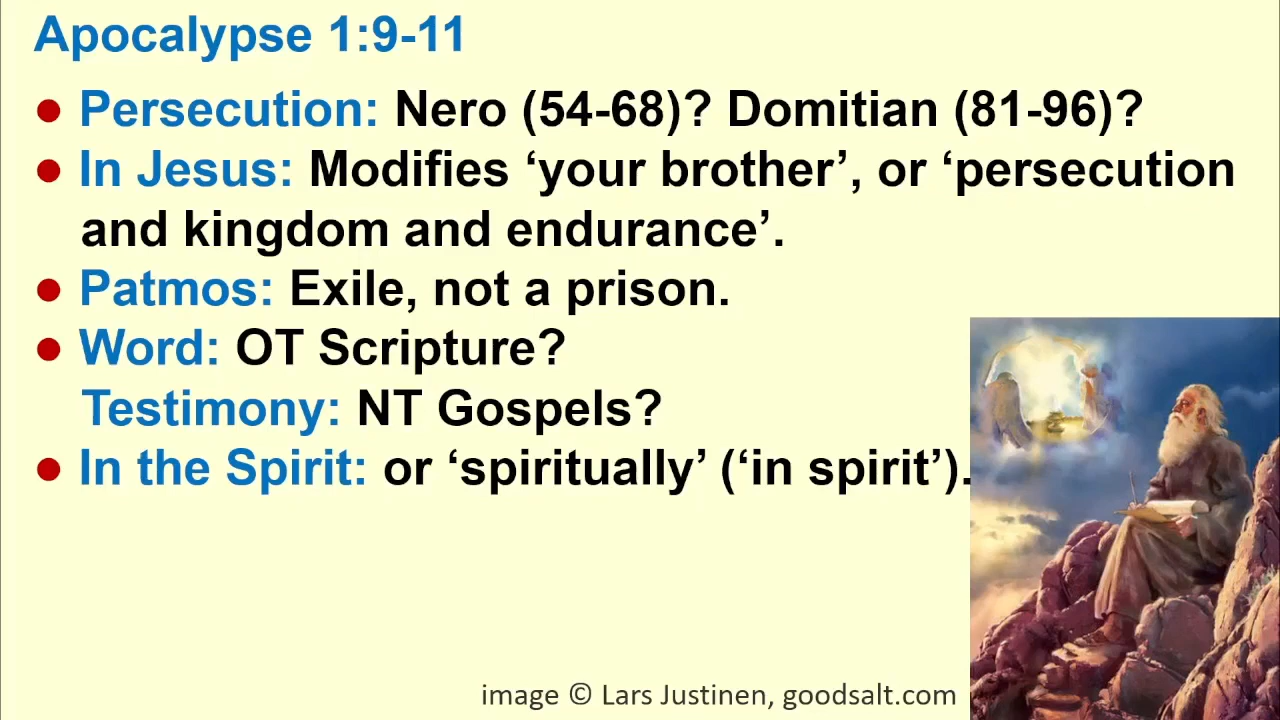 Apocalypse 1:9-11
● Persecution: Nero (54-68)? Domitian (81-96)?
● In Jesus: Modifies ‘your brother’, or ‘persecution
and kingdom and endurance’.
● Patmos: Exile, not a prison.
● Word: OT Scripture?
Testimony: NT Gospels?
● In the Spirit: or ‘spiritually’ (‘in spirit’).
image © Lars Justinen, goodsalt.com